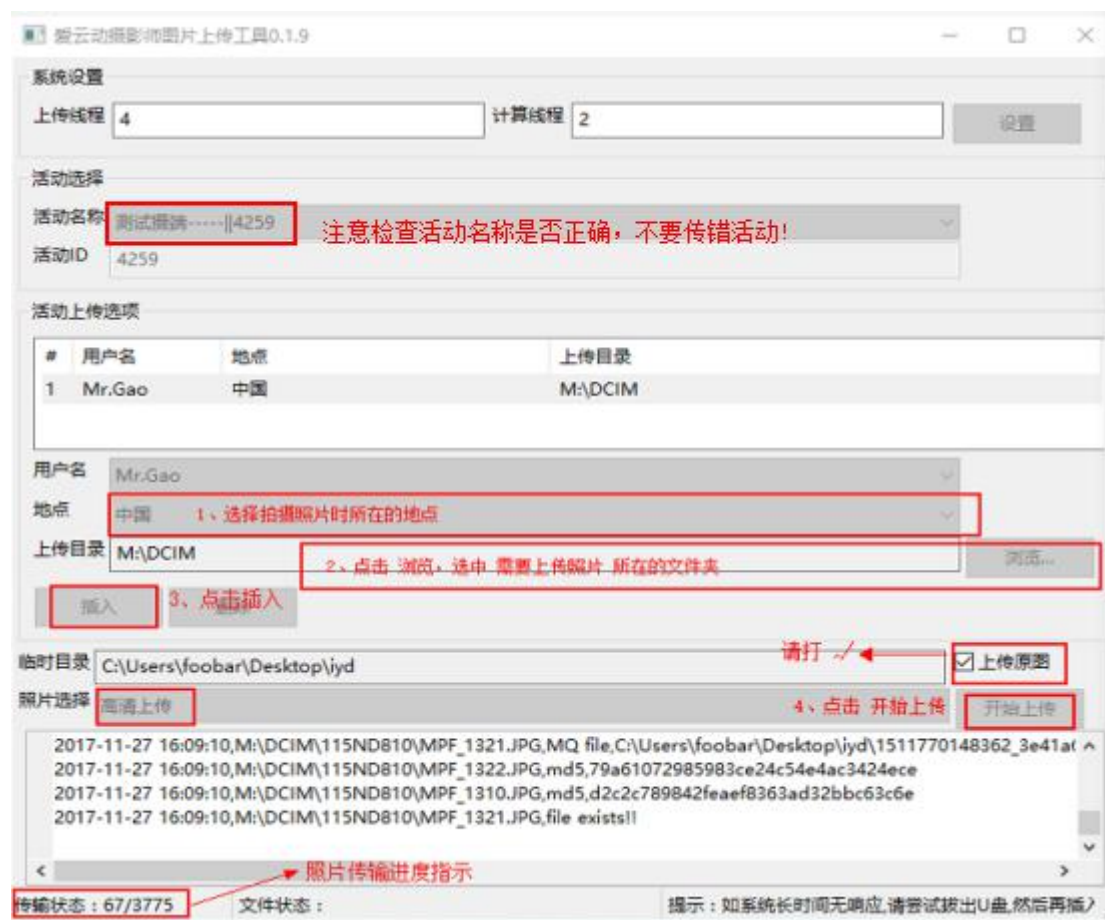 爱云动摄影师图片上传工具0.1.9
系统设置
上传线程 4 计算线程 2 设置
活动选择
活动名称 测试摄踌-----||4259 注意检查活动名称是否正确，不要传错活动！
活动ID 4259
活动上传选项
# 用户名 地点 上传目录
1 Mr.Gao 中国 M:\DCIM
用户名 Mr.Gao
地点 中国 1、选择拍摄照片时所在的地点
上传目录 M:\DCIM 2、点击 浏览，选中 需要上传照片 所在的文件夹 浏览...
插入 3、点击插入
请打 ✓
临时目录 C:\Users\foobar\Desktop\iyd 上传原图
照片选择 高清上传 4、点击 开始上传 开始上传
2017-11-27 16:09:10,M:\DCIM\115ND810\MPF_1321.JPG,MQ file,C:\Users\foobar\Desktop\iyd\1511770148362_3e41a
2017-11-27 16:09:10,M:\DCIM\115ND810\MPF_1322.JPG,md5,79a61072985983ce24c54e4ac3424ece
2017-11-27 16:09:10,M:\DCIM\115ND810\MPF_1310.JPG,md5,d2c2c789842feaef8363ad32bbc63c6e
2017-11-27 16:09:10,M:\DCIM\115ND810\MPF_1321.JPG,file exists!!
照片传输进度指示
传输状态：67/3775 文件状态： 提示：如系统长时间无响应,请尝试拔出U盘,然后再插入